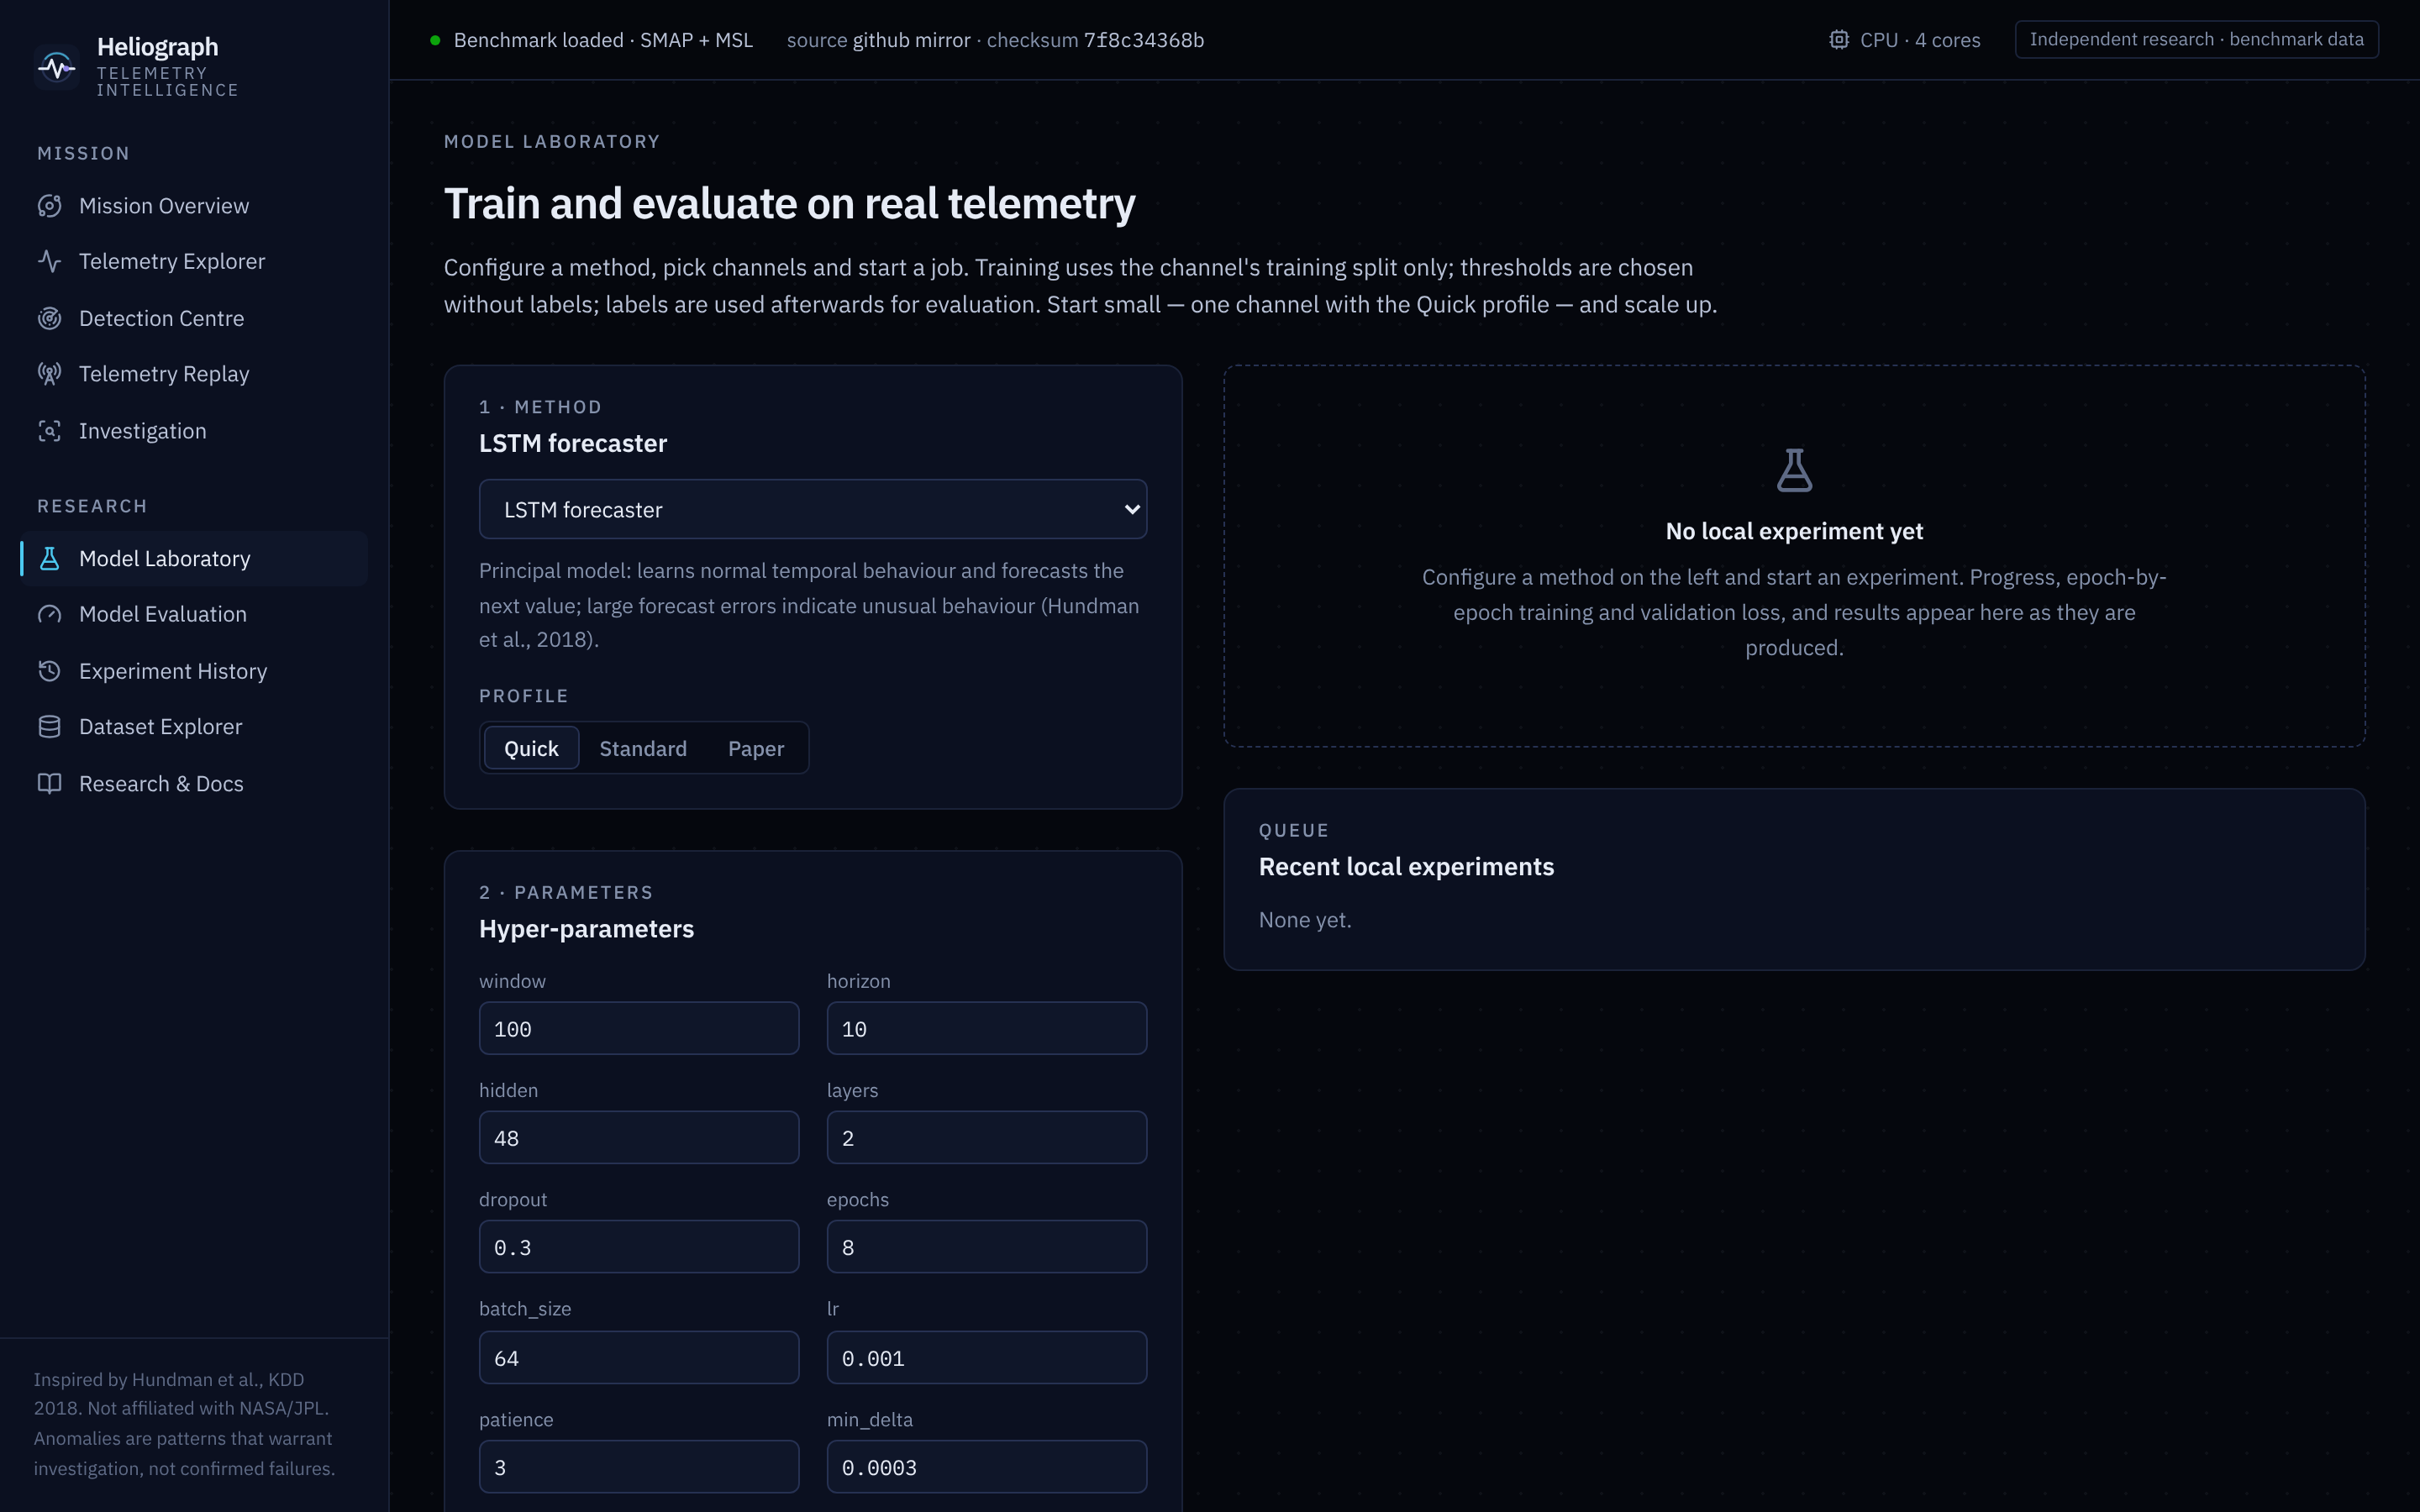 Heliograph
TELEMETRY
INTELLIGENCE
MISSION
Mission Overview
Telemetry Explorer
Detection Centre
Telemetry Replay
Investigation
RESEARCH
Model Laboratory
Model Evaluation
Experiment History
Dataset Explorer
Research & Docs
Inspired by Hundman et al., KDD
2018. Not affiliated with NASA/JPL.
Anomalies are patterns that warrant
investigation, not confirmed failures.
Benchmark loaded · SMAP + MSL source github mirror · checksum 7f8c34368b
CPU · 4 cores
Independent research · benchmark data
MODEL LABORATORY
Train and evaluate on real telemetry
Configure a method, pick channels and start a job. Training uses the channel's training split only; thresholds are chosen
without labels; labels are used afterwards for evaluation. Start small — one channel with the Quick profile — and scale up.
1 · METHOD
LSTM forecaster
LSTM forecaster
Principal model: learns normal temporal behaviour and forecasts the
next value; large forecast errors indicate unusual behaviour (Hundman
et al., 2018).
PROFILE
Quick Standard Paper
2 · PARAMETERS
Hyper-parameters
window horizon
100 10
hidden layers
48 2
dropout epochs
0.3 8
batch_size lr
64 0.001
patience min_delta
3 0.0003
No local experiment yet
Configure a method on the left and start an experiment. Progress, epoch-by-
epoch training and validation loss, and results appear here as they are
produced.
QUEUE
Recent local experiments
None yet.